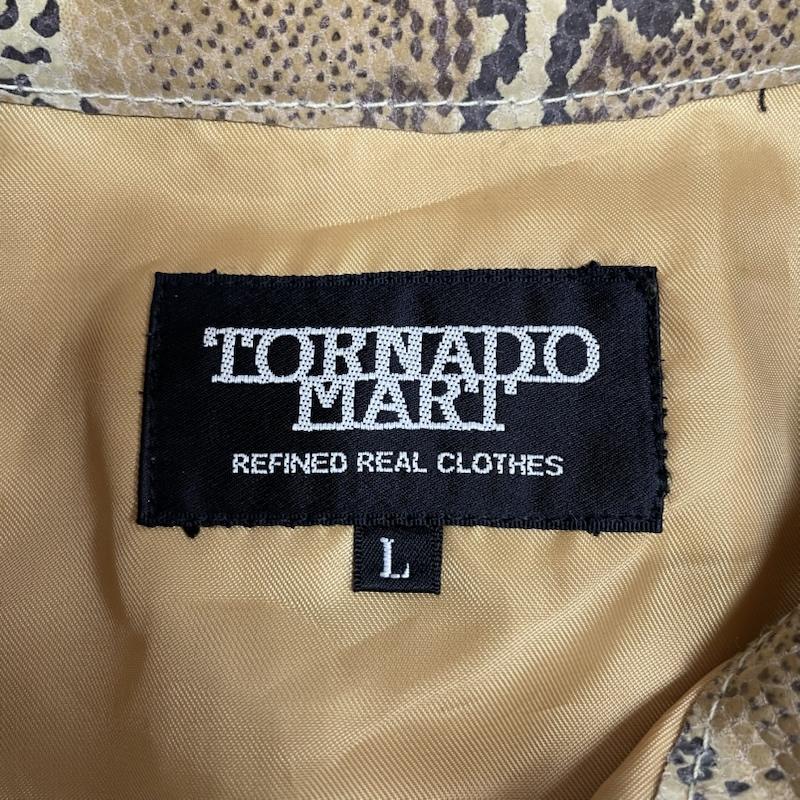 TORNADO
MART
REFINED REAL CLOTHES
L